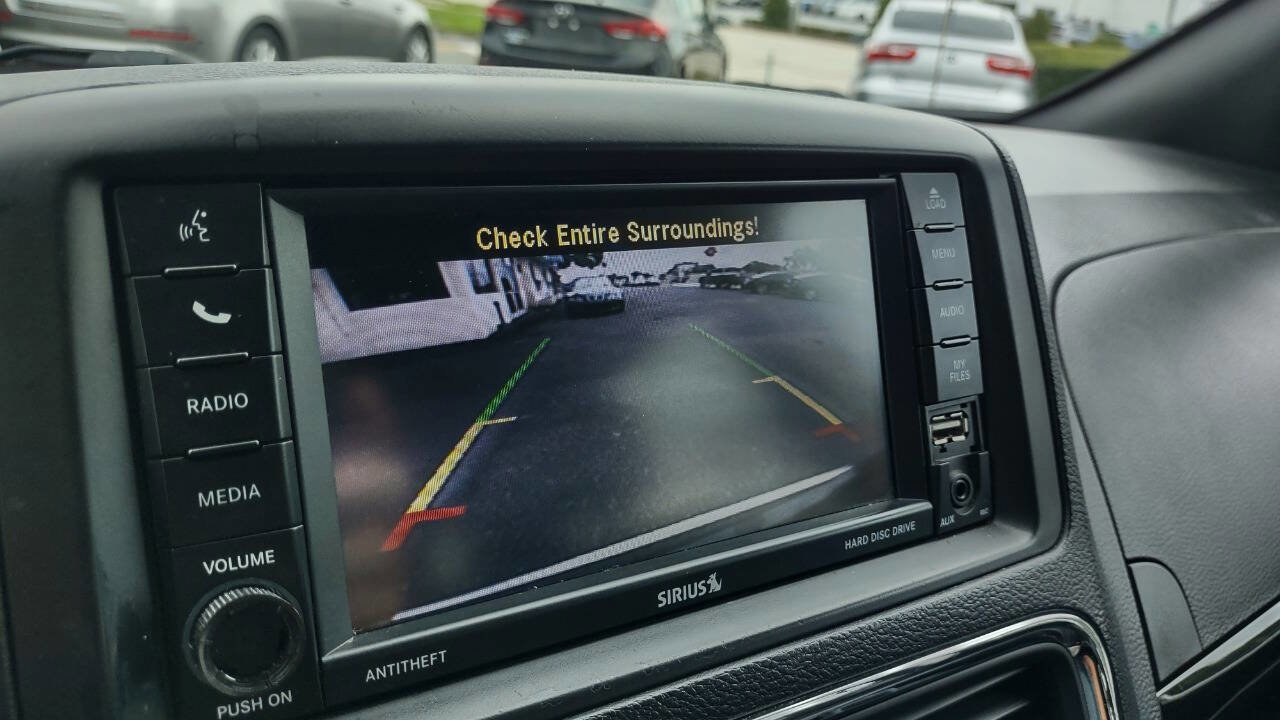 Check Entire Surroundings!
RADIO
MEDIA
VOLUME
PUSH ON
LOAD
MENU
AUDIO
MY
FILES
AUX
REC
HARD DISC DRIVE
SIRIUS
ANTITHEFT